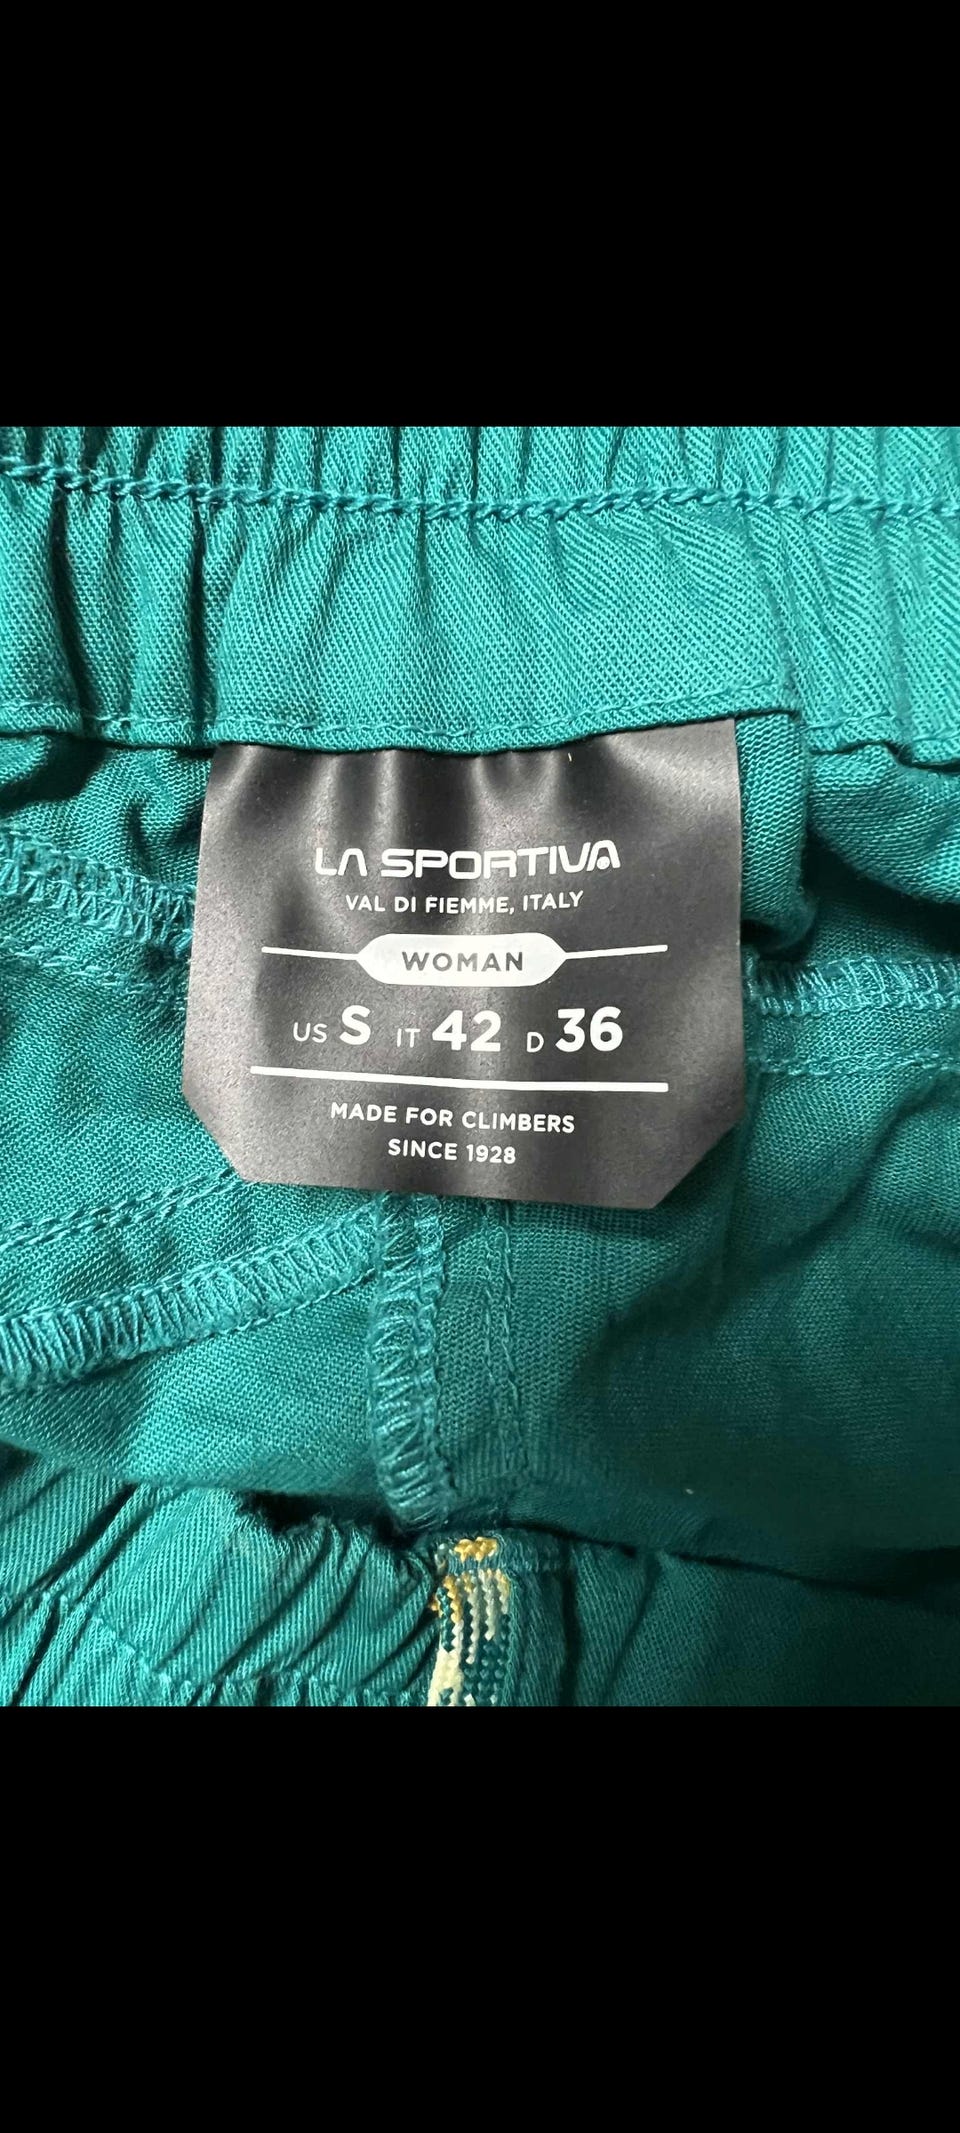 LA SPORTIVA
VAL DI FIEMME, ITALY
WOMAN
US S IT 42 D 36
MADE FOR CLIMBERS
SINCE 1928